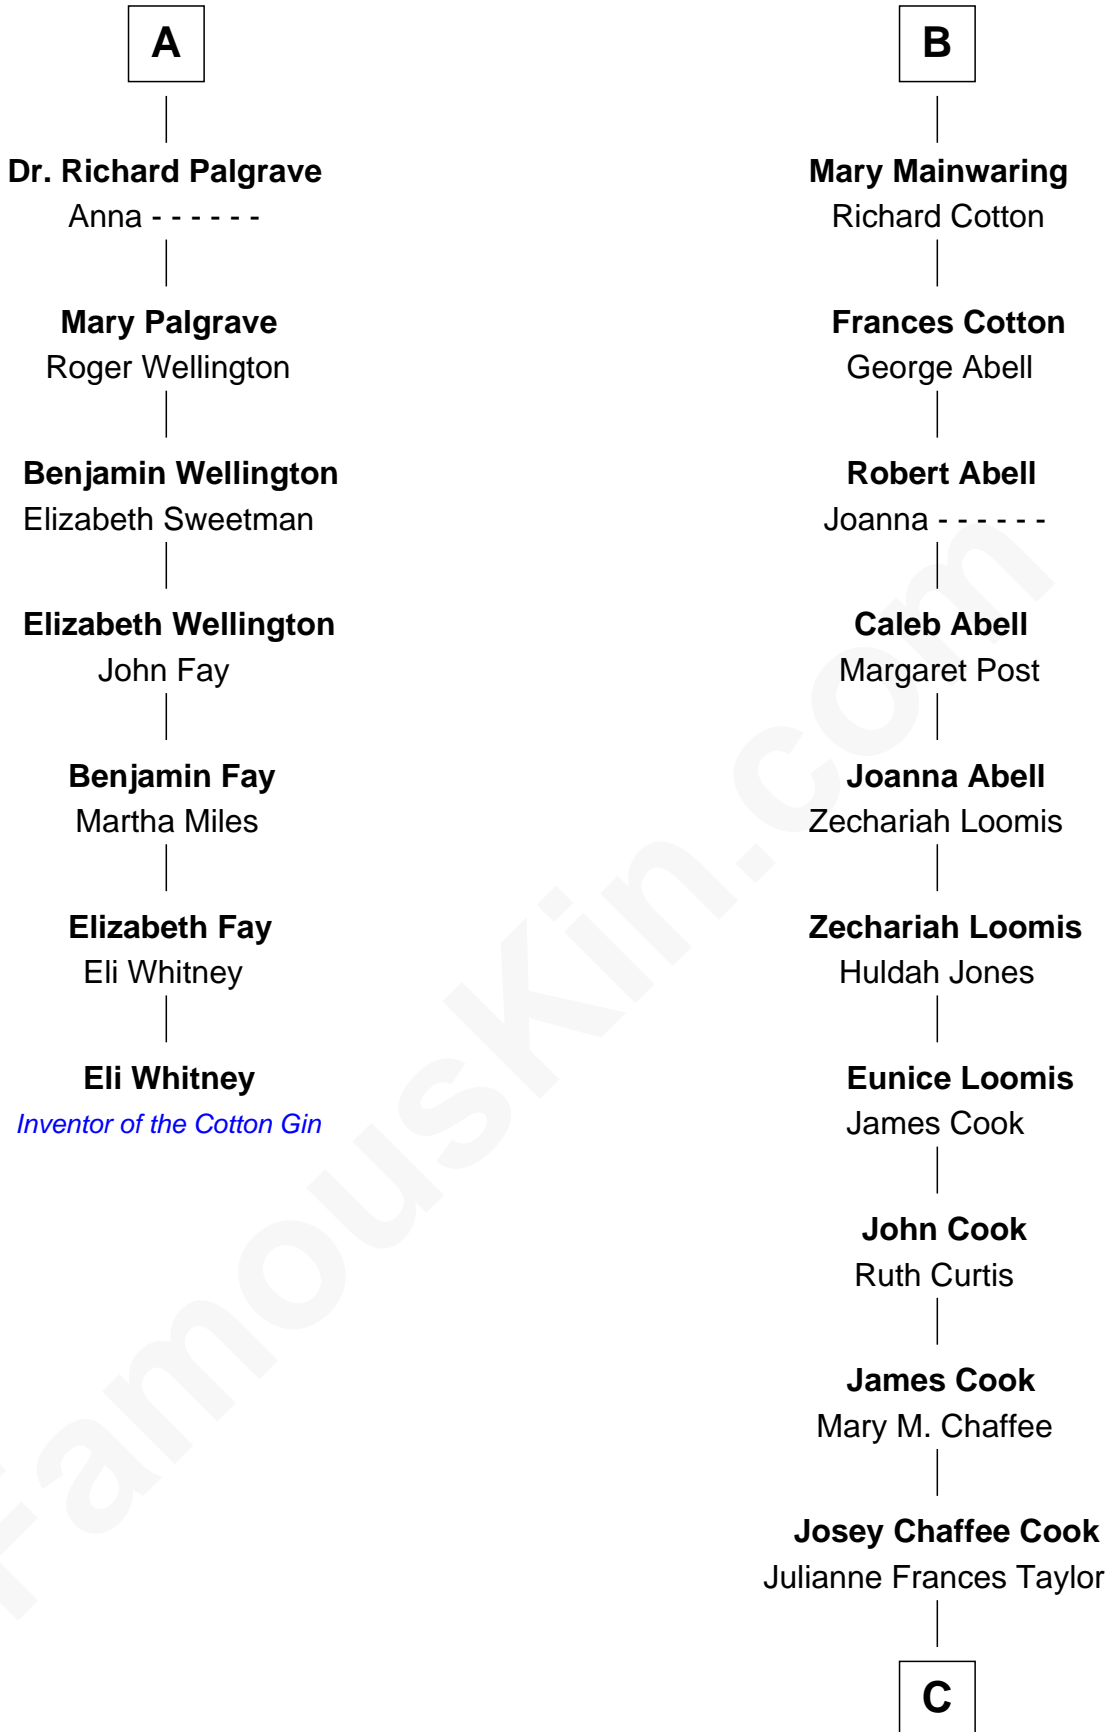 A
Dr. Richard Palgrave
Anna - - - - - -
Mary Palgrave
Roger Wellington
Benjamin Wellington
Elizabeth Sweetman
Elizabeth Wellington
John Fay
Benjamin Fay
Martha Miles
Elizabeth Fay
Eli Whitney
Eli Whitney
Inventor of the Cotton Gin
B
Mary Mainwaring
Richard Cotton
Frances Cotton
George Abell
Robert Abell
Joanna - - - - - -
Caleb Abell
Margaret Post
Joanna Abell
Zechariah Loomis
Zechariah Loomis
Huldah Jones
Eunice Loomis
James Cook
John Cook
Ruth Curtis
James Cook
Mary M. Chaffee
Josey Chaffee Cook
Julianne Frances Taylor
C
FamousKin.com